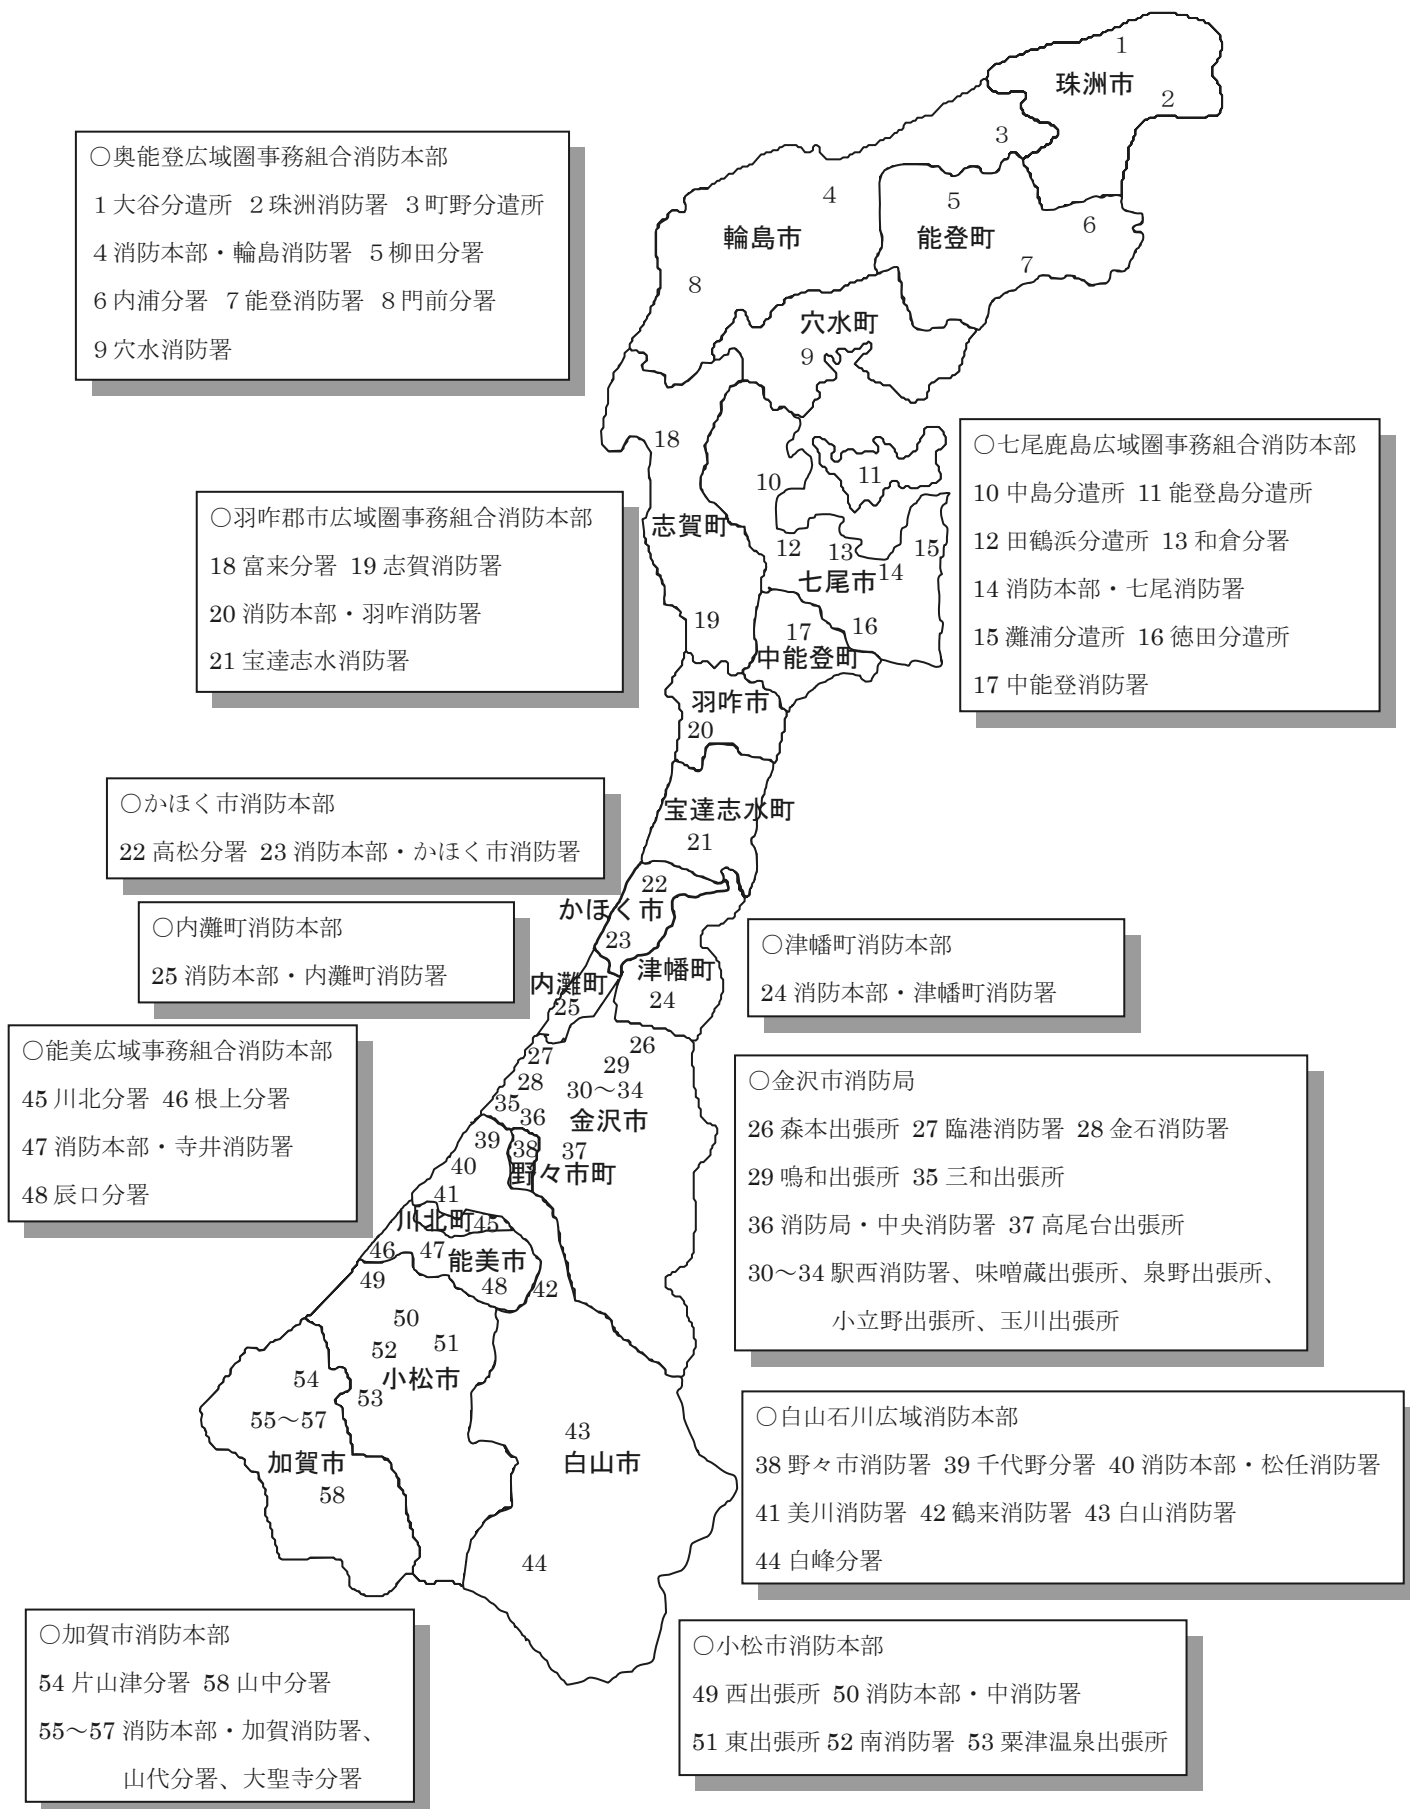 ○奥能登広域圏事務組合消防本部
1 大谷分遣所 2 珠洲消防署 3 町野分遣所
4 消防本部・輪島消防署 5 柳田分署
6 内浦分署 7 能登消防署 8 門前分署
9 穴水消防署
1
珠洲市
2
3
4
5
輪島市
能登町
6
7
8
穴水町
9
○七尾鹿島広域圏事務組合消防本部
10 中島分遣所 11 能登島分遣所
12 田鶴浜分遣所 13 和倉分署
14 消防本部・七尾消防署
15 灘浦分遣所 16 徳田分遣所
17 中能登消防署
18
10
11
志賀町
12
13
15
七尾市
14
19
17
16
中能登町
○羽咋郡市広域圏事務組合消防本部
18 富来分署 19 志賀消防署
20 消防本部・羽咋消防署
21 宝達志水消防署
羽咋市
20
宝達志水町
21
○かほく市消防本部
22 高松分署 23 消防本部・かほく市消防署
22
かほく市
23
○内灘町消防本部
25 消防本部・内灘町消防署
内灘町
25
津幡町
24
○津幡町消防本部
24 消防本部・津幡町消防署
○能美広域事務組合消防本部
45 川北分署 46 根上分署
47 消防本部・寺井消防署
48 辰口分署
27
26
29
28
30～34
35
36
金沢市
39
38
37
40
野々市町
41
川北町
45
46
47
能美市
49
48
42
○金沢市消防局
26 森本出張所 27 臨港消防署 28 金石消防署
29 鳴和出張所 35 三和出張所
36 消防局・中央消防署 37 高尾台出張所
30～34 駅西消防署、味噌蔵出張所、泉野出張所、
小立野出張所、玉川出張所
50
52
51
小松市
54
53
55～57
加賀市
58
43
白山市
44
○白山石川広域消防本部
38 野々市消防署 39 千代野分署 40 消防本部・松任消防署
41 美川消防署 42 鶴来消防署 43 白山消防署
44 白峰分署
○加賀市消防本部
54 片山津分署 58 山中分署
55～57 消防本部・加賀消防署、
山代分署、大聖寺分署
○小松市消防本部
49 西出張所 50 消防本部・中消防署
51 東出張所 52 南消防署 53 粟津温泉出張所